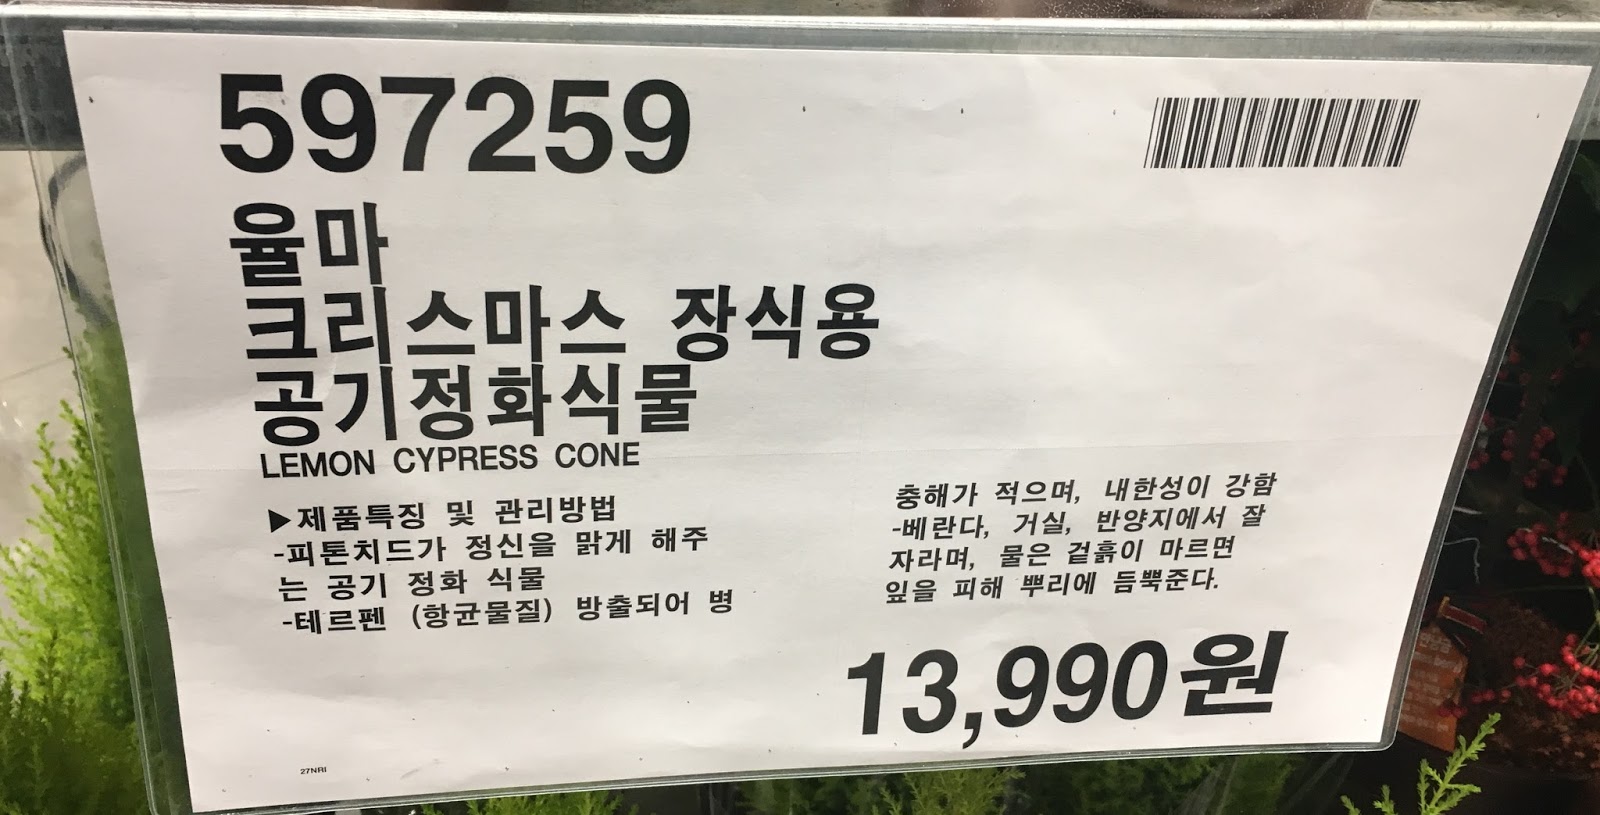 597259
율마
크리스마스 장식용
공기정화식물
LEMON CYPRESS CONE
▶제품특징 및 관리방법
-피톤치드가 정신을 맑게 해주
는 공기 정화 식물
-테르펜 (항균물질) 방출되어 병
충해가 적으며, 내한성이 강함
-베란다, 거실, 반양지에서 잘
자라며, 물은 겉흙이 마르면
잎을 피해 뿌리에 듬뿍준다.
13,990원
27NRI